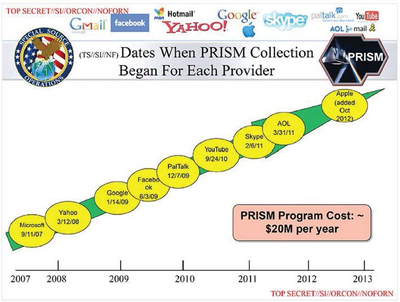 TOP SECRET//SI//ORCON//NOFORN
Gmail
facebook
msn
Hotmail
Google
Apple
skype
paltalk.com
YouTube
YAHOO!
AOL mail
SPECIAL SOURCE
OPERATIONS
(TS//SI//NF) Dates When PRISM Collection
Began For Each Provider
PRISM
Microsoft
9/11/07
Yahoo
3/12/08
Google
1/14/09
Facebo
ok
6/3/09
PalTalk
12/7/09
YouTube
9/24/10
Skype
2/6/11
AOL
3/31/11
Apple
(added
Oct
2012)
PRISM Program Cost: ~
$20M per year
2007 2008 2009 2010 2011 2012 2013
TOP SECRET//SI//ORCON//NOFORN